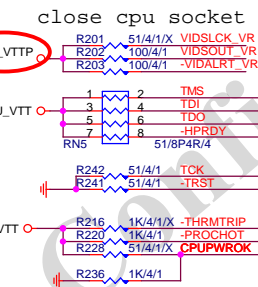 close cpu socket
_VTTP
R201 51/4/1/X VIDSLCK_VR
R202 100/4/1 VIDSOUT_VR
R203 100/4/1 -VIDALRT_VR
1 2 TMS
_VTT 3 4 TDI
5 6 TDO
7 8 -HPRDY
RN5 51/8P4R/4
R242 51/4/1 TCK
R241 51/4/1 -TRST
VTT R216 1K/4/1/X -THRMTRIP
R220 1K/4/1 -PROCHOT
R228 51/4/1/X CPUPWROK
R236 1K/4/1
Confi